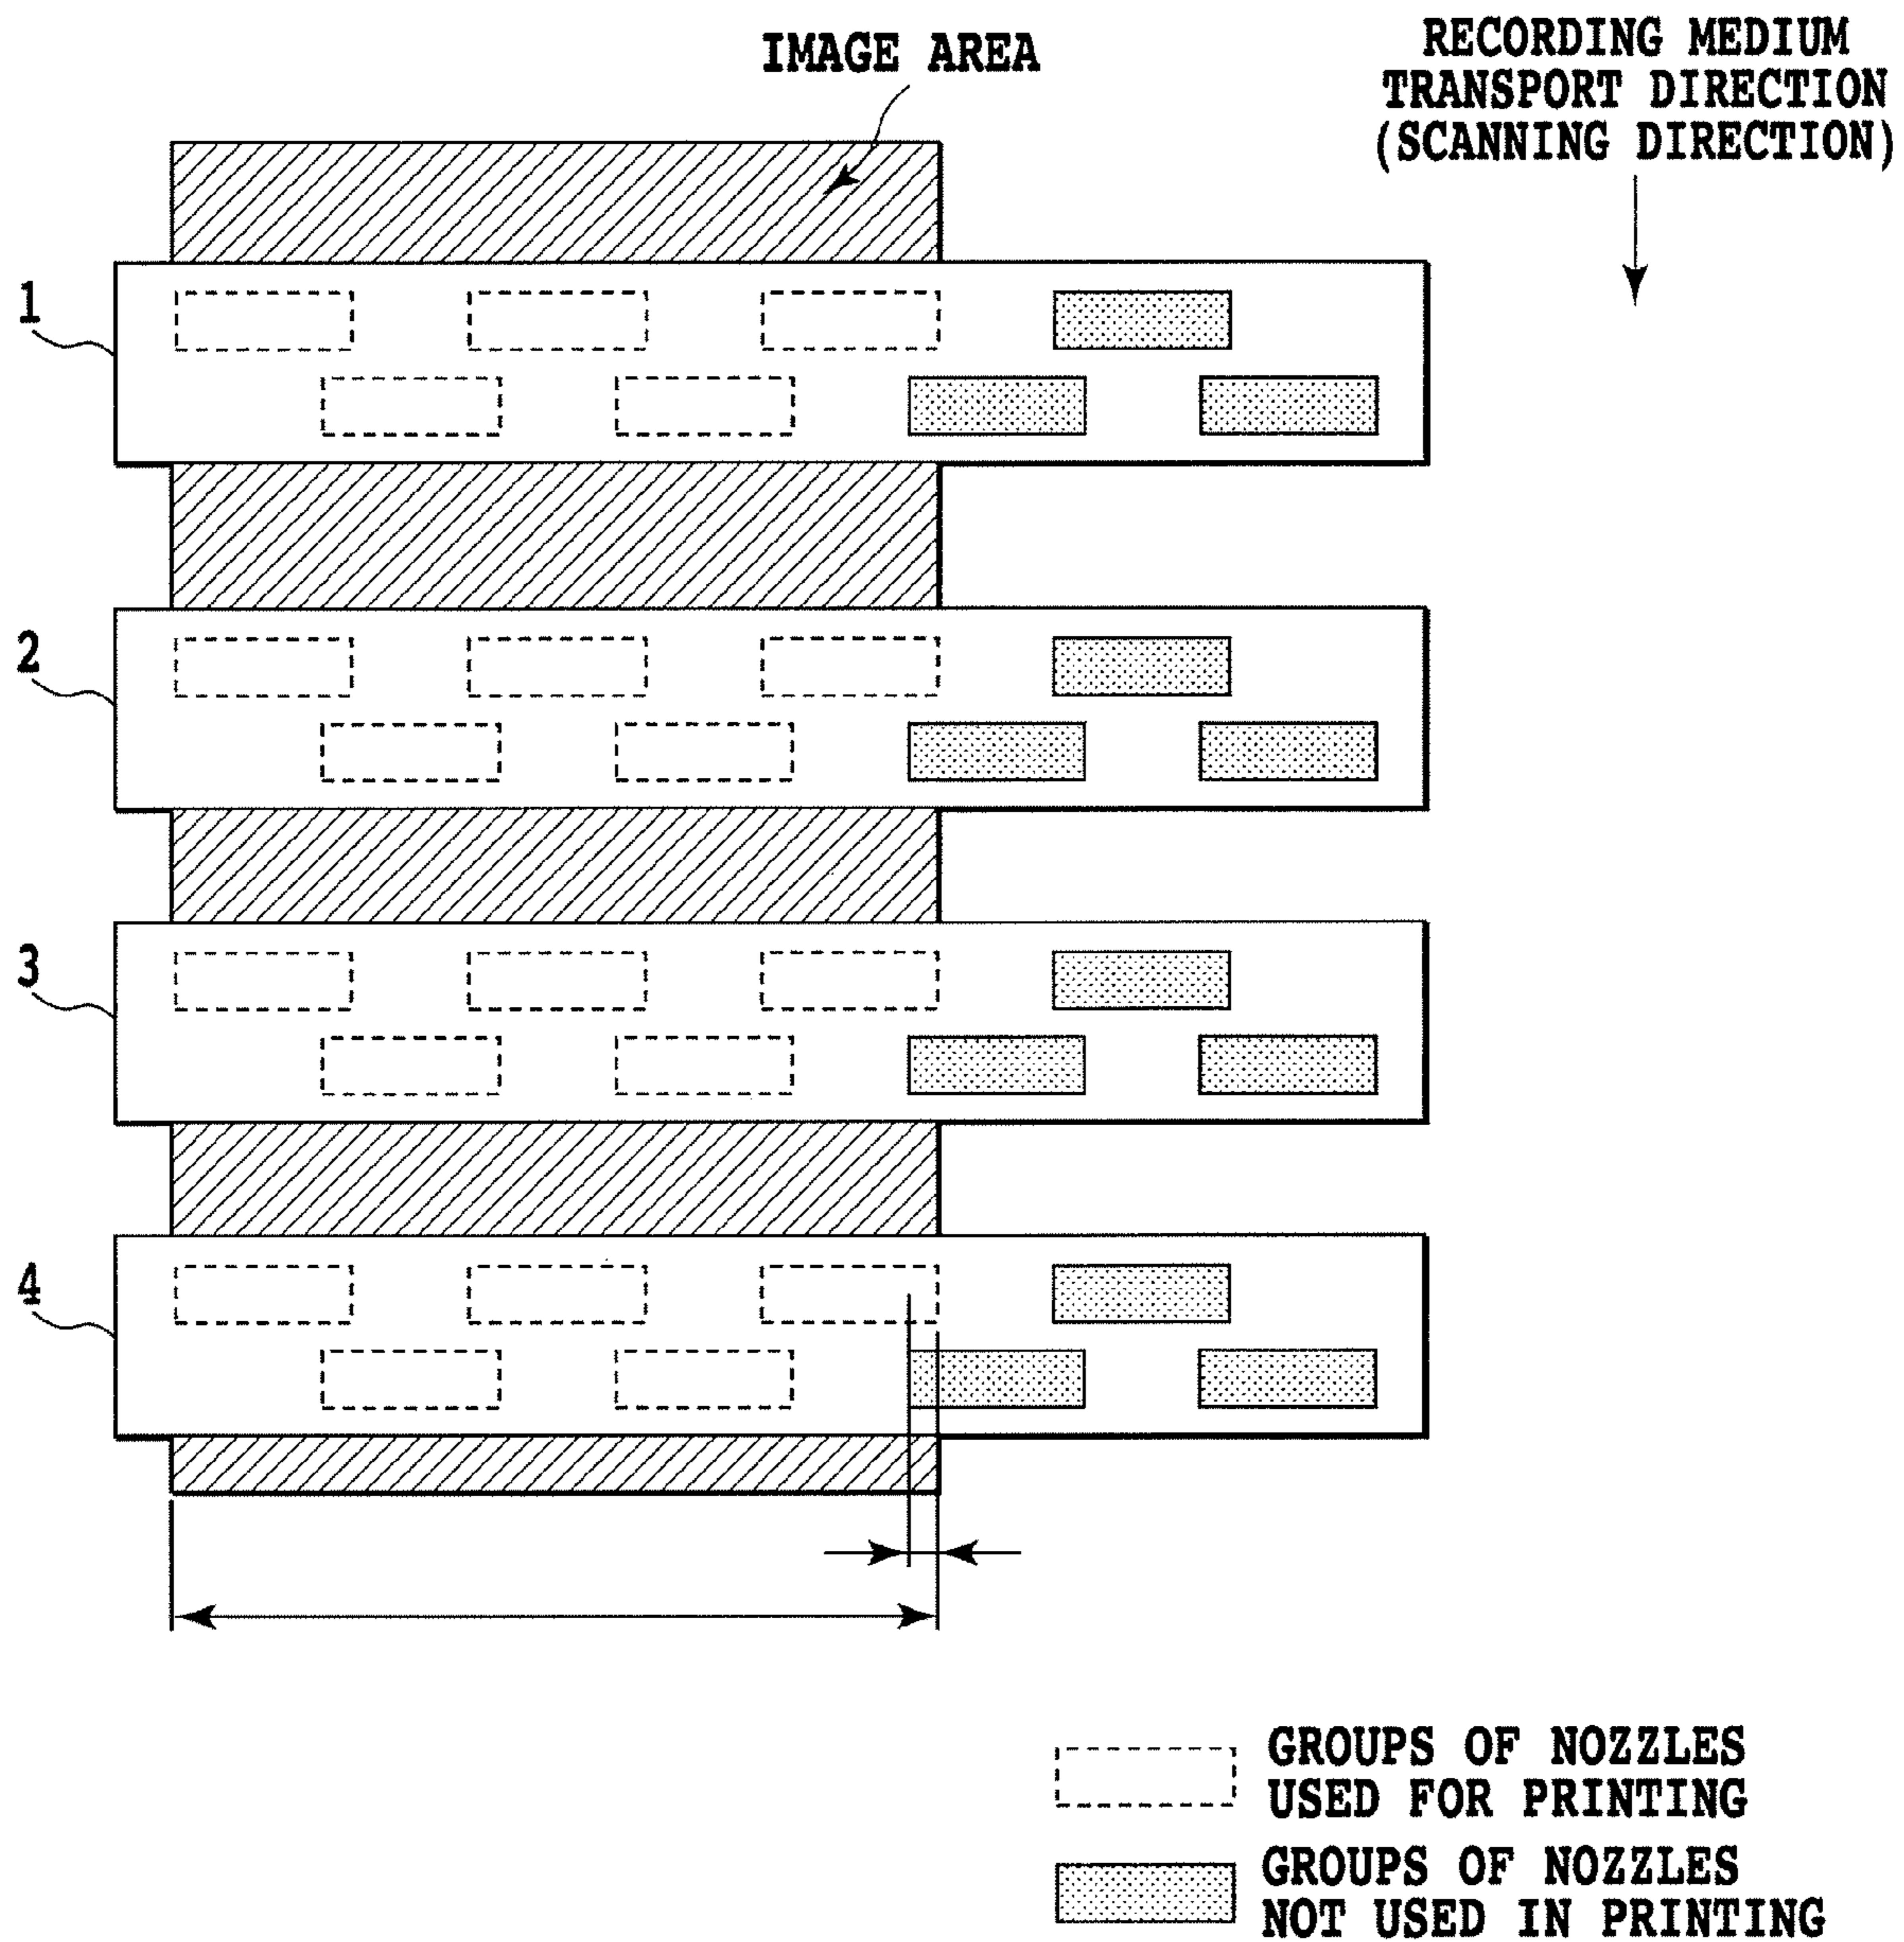 IMAGE AREA
RECORDING MEDIUM
TRANSPORT DIRECTION
(SCANNING DIRECTION)
1
2
3
4
GROUPS OF NOZZLES
USED FOR PRINTING
GROUPS OF NOZZLES
NOT USED IN PRINTING